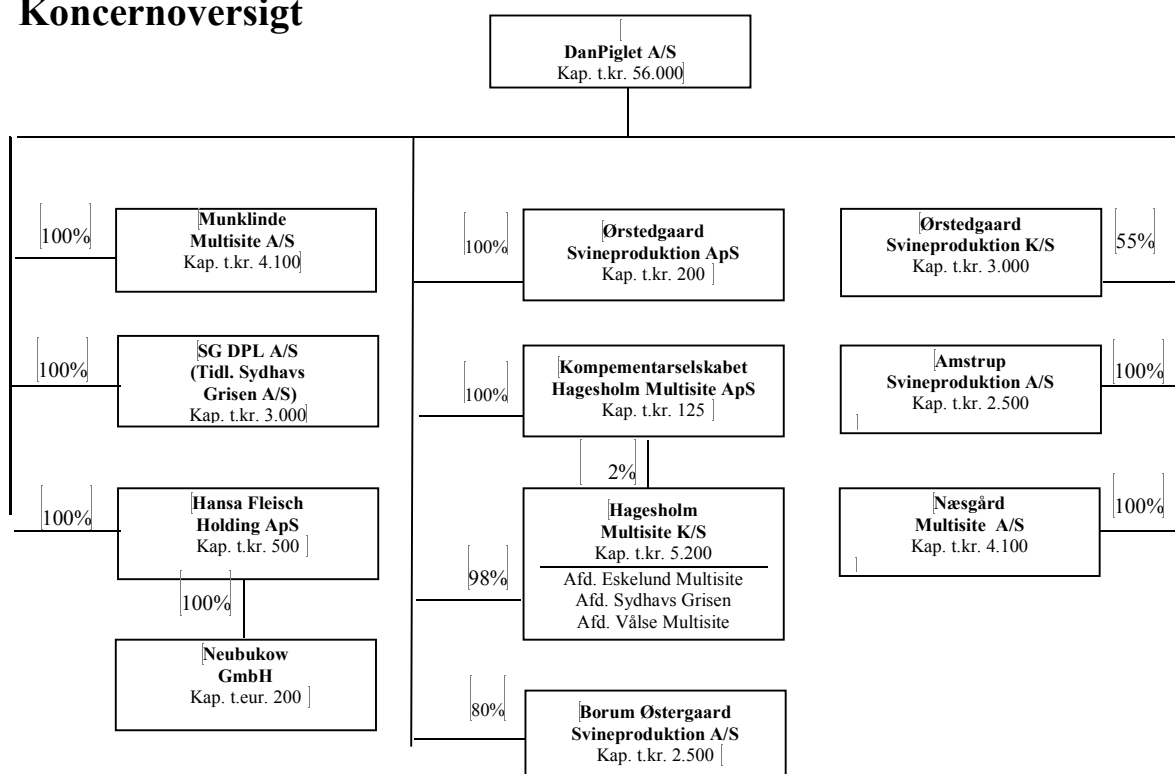 Koncernoversigt
DanPiglet A/S
Kap. t.kr. 56.000
100%
Munklinde
Multisite A/S
Kap. t.kr. 4.100
100%
SG DPL A/S
(Tidl. Sydhavs
Grisen A/S)
Kap. t.kr. 3.000
100%
Hansa Fleisch
Holding ApS
Kap. t.kr. 500
100%
Neubukow
GmbH
Kap. t.eur. 200
100%
Ørstedgaard
Svineproduktion ApS
Kap. t.kr. 200
100%
Kompementarselskabet
Hagesholm Multisite ApS
Kap. t.kr. 125
2%
98%
Hagesholm
Multisite K/S
Kap. t.kr. 5.200
Afd. Eskelund Multisite
Afd. Sydhavs Grisen
Afd. Vålse Multisite
80%
Borum Østergaard
Svineproduktion A/S
Kap. t.kr. 2.500
Ørstedgaard
Svineproduktion K/S
Kap. t.kr. 3.000
55%
Amstrup
Svineproduktion A/S
Kap. t.kr. 2.500
100%
Næsgård
Multisite A/S
Kap. t.kr. 4.100
100%